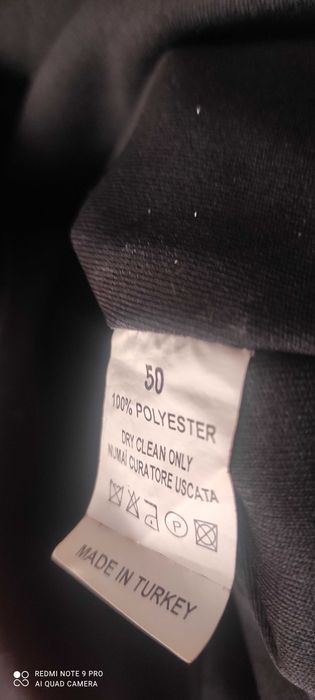 50
100% POLYESTER
DRY CLEAN ONLY
NUMAI CURATORE USCATA
P
MADE IN TURKEY
REDMI NOTE 9 PRO
AI QUAD CAMERA